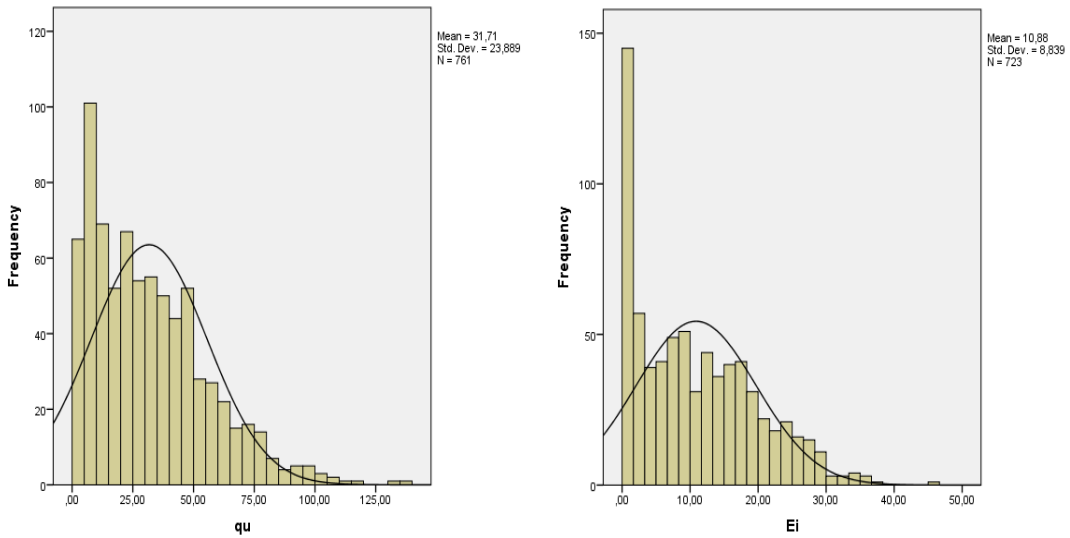 Mean = 31,71
Std. Dev. = 23,889
N = 761
120
100
80
60
40
20
0
Frequency
,00
25,00
50,00
75,00
100,00
125,00
qu
Mean = 10,88
Std. Dev. = 8,839
N = 723
150
100
50
0
Frequency
,00
10,00
20,00
30,00
40,00
50,00
Ei